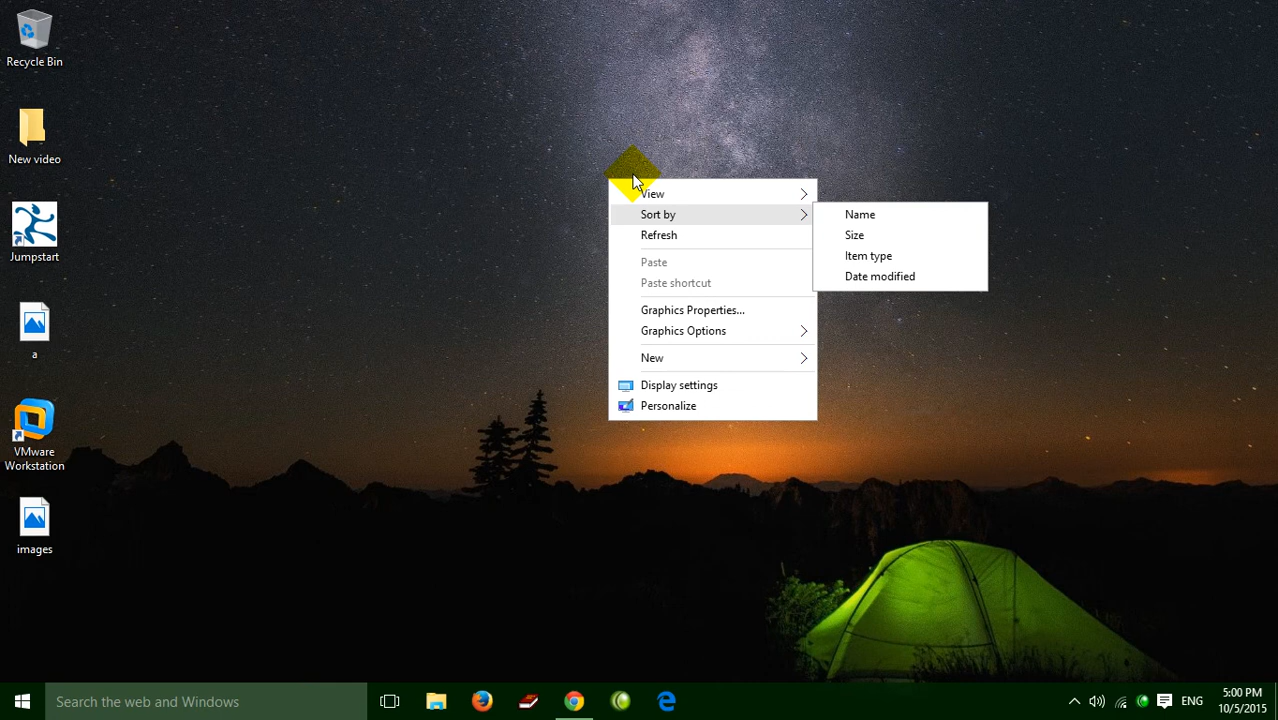 Recycle Bin
New video
Jumpstart
a
VMware
Workstation
images
View
Sort by
Refresh
Paste
Paste shortcut
Graphics Properties...
Graphics Options
New
Display settings
Personalize
Name
Size
Item type
Date modified
Search the web and Windows
ENG
5:00 PM
10/5/2015